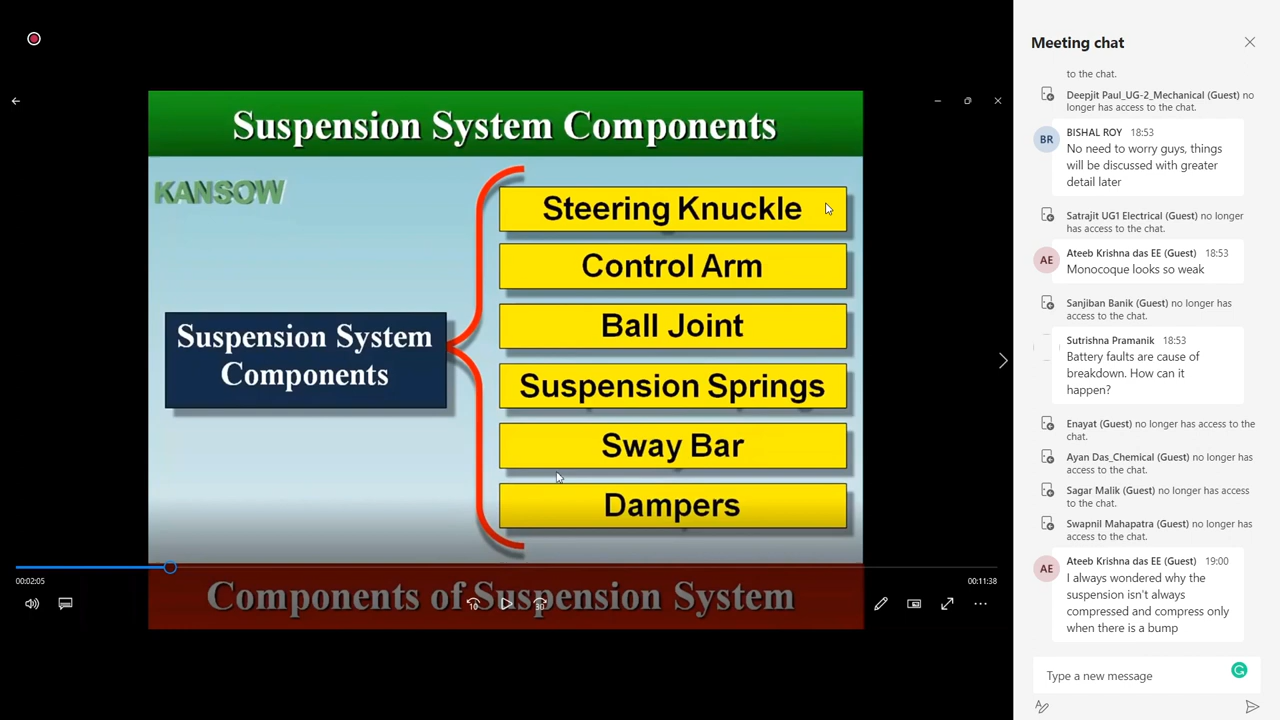 Suspension System Components
KANSOW
Suspension System
Components
Steering Knuckle
Control Arm
Ball Joint
Suspension Springs
Sway Bar
Dampers
00:02:05
00:11:38
Components of Suspension System
10
30
Meeting chat
to the chat.
Deepjit Paul_UG-2_Mechanical (Guest) no
longer has access to the chat.
BR
BISHAL ROY 18:53
No need to worry guys, things
will be discussed with greater
detail later
Satrajit UG1 Electrical (Guest) no longer
has access to the chat.
AE
Ateeb Krishna das EE (Guest) 18:53
Monocoque looks so weak
Sanjiban Banik (Guest) no longer has
access to the chat.
Sutrishna Pramanik 18:53
Battery faults are cause of
breakdown. How can it
happen?
Enayat (Guest) no longer has access to the
chat.
Ayan Das_Chemical (Guest) no longer has
access to the chat.
Sagar Malik (Guest) no longer has access
to the chat.
Swapnil Mahapatra (Guest) no longer has
access to the chat.
AE
Ateeb Krishna das EE (Guest) 19:00
I always wondered why the
suspension isn't always
compressed and compress only
when there is a bump
Type a new message